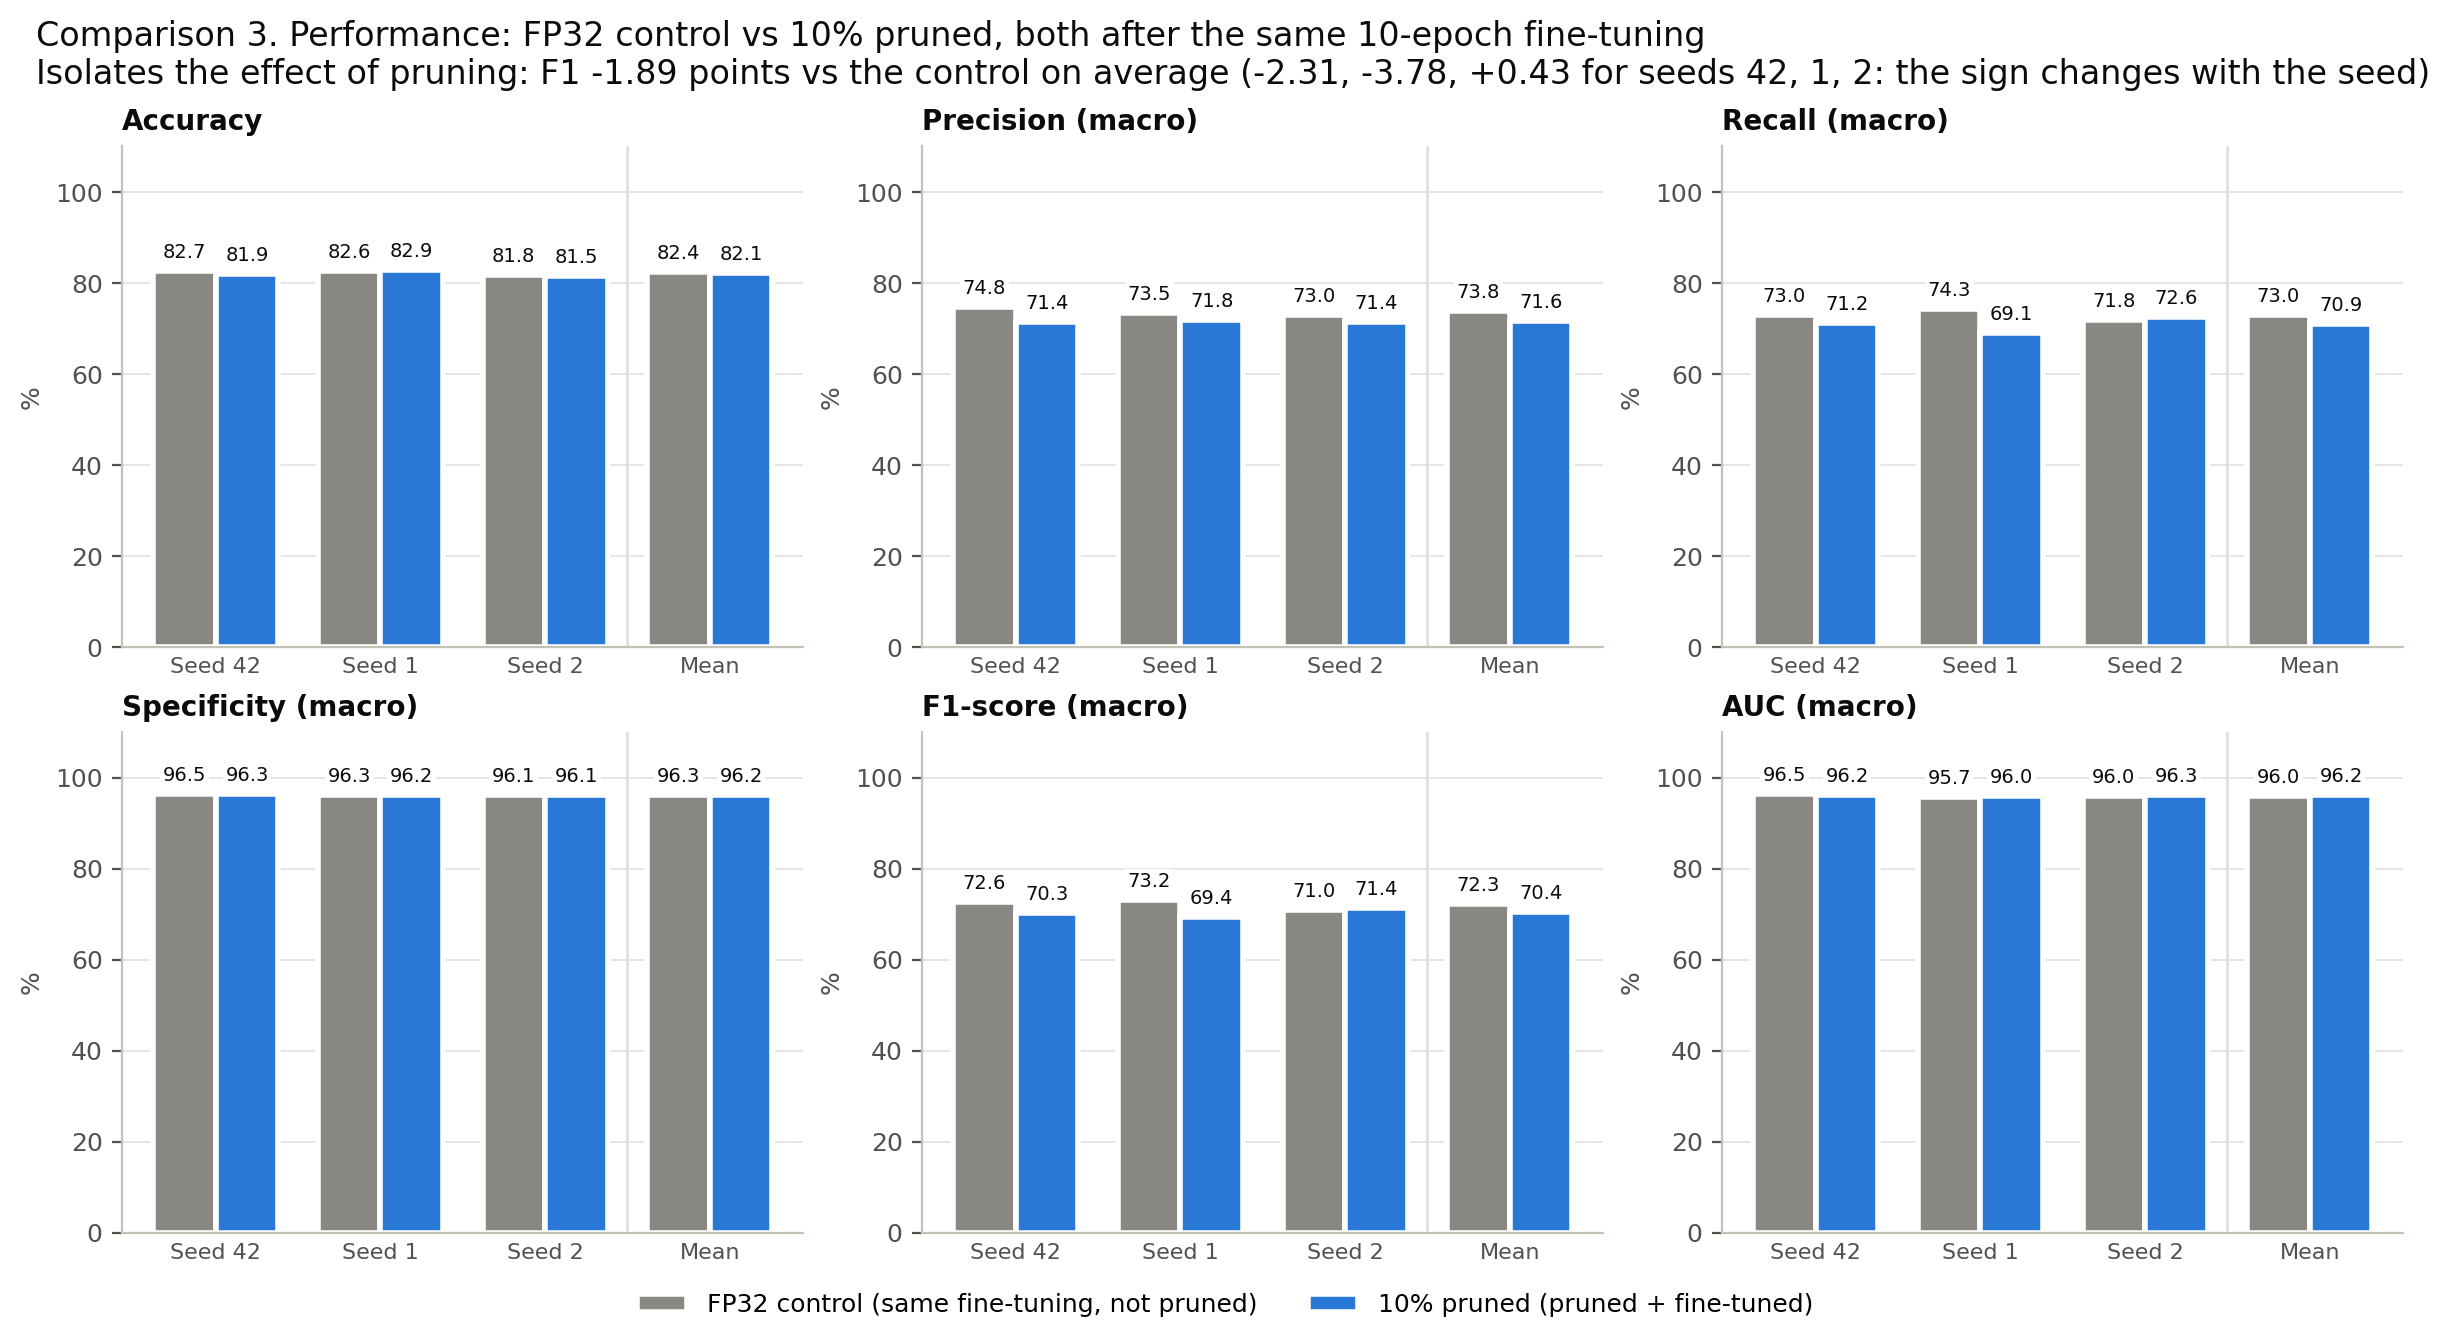 Comparison 3. Performance: FP32 control vs 10% pruned, both after the same 10-epoch fine-tuning
Isolates the effect of pruning: F1 -1.89 points vs the control on average (-2.31, -3.78, +0.43 for seeds 42, 1, 2: the sign changes with the seed)
Accuracy
%
100
80
60
40
20
0
82.7 81.9 82.6 82.9 81.8 81.5 82.4 82.1
Seed 42 Seed 1 Seed 2 Mean
Precision (macro)
%
100
80
60
40
20
0
74.8 71.4 73.5 71.8 73.0 71.4 73.8 71.6
Seed 42 Seed 1 Seed 2 Mean
Recall (macro)
%
100
80
60
40
20
0
73.0 71.2 74.3 69.1 71.8 72.6 73.0 70.9
Seed 42 Seed 1 Seed 2 Mean
Specificity (macro)
%
100
80
60
40
20
0
96.5 96.3 96.3 96.2 96.1 96.1 96.3 96.2
Seed 42 Seed 1 Seed 2 Mean
F1-score (macro)
%
100
80
60
40
20
0
72.6 70.3 73.2 69.4 71.0 71.4 72.3 70.4
Seed 42 Seed 1 Seed 2 Mean
AUC (macro)
%
100
80
60
40
20
0
96.5 96.2 95.7 96.0 96.0 96.3 96.0 96.2
Seed 42 Seed 1 Seed 2 Mean
FP32 control (same fine-tuning, not pruned)
10% pruned (pruned + fine-tuned)